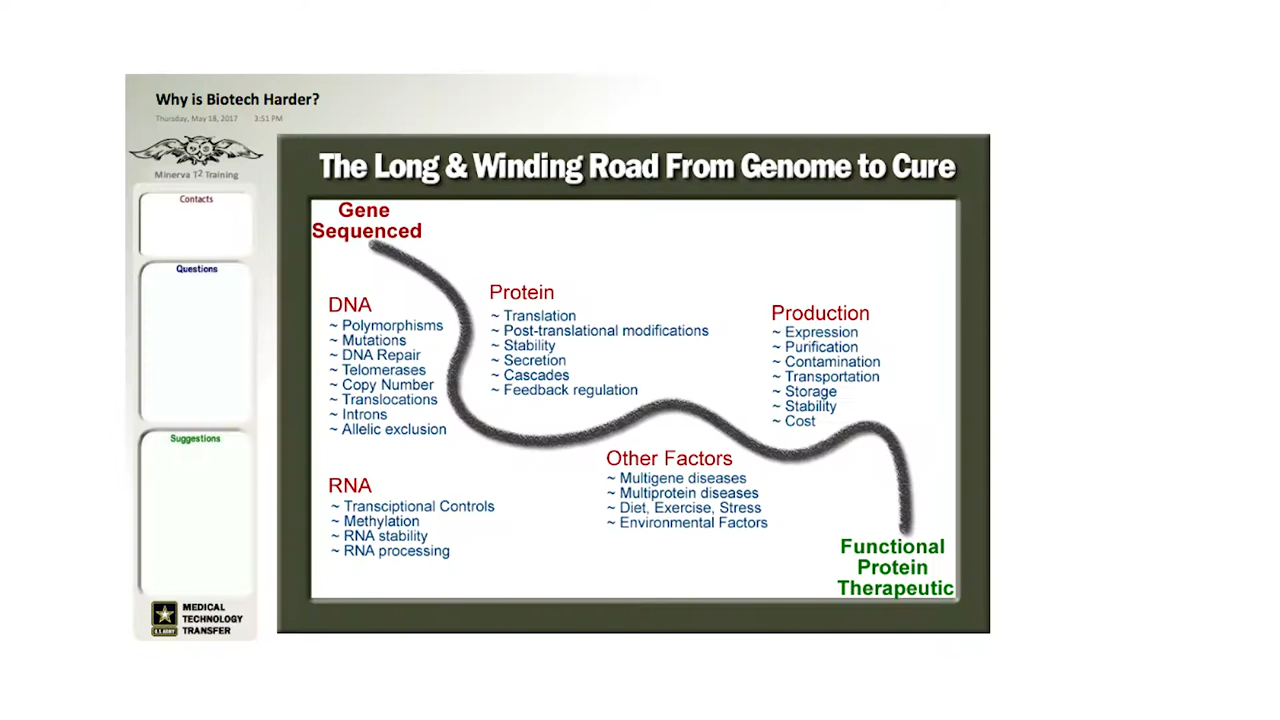 Why is Biotech Harder?
Thursday, May 18, 2017 3:51 PM
Minerva T2 Training
Contacts
Questions
Suggestions
U.S.ARMY
MEDICAL
TECHNOLOGY
TRANSFER
The Long & Winding Road From Genome to Cure
Gene
Sequenced
DNA
~ Polymorphisms
~ Mutations
~ DNA Repair
~ Telomerases
~ Copy Number
~ Translocations
~ Introns
~ Allelic exclusion
RNA
~ Transciptional Controls
~ Methylation
~ RNA stability
~ RNA processing
Protein
~ Translation
~ Post-translational modifications
~ Stability
~ Secretion
~ Cascades
~ Feedback regulation
Other Factors
~ Multigene diseases
~ Multiprotein diseases
~ Diet, Exercise, Stress
~ Environmental Factors
Production
~ Expression
~ Purification
~ Contamination
~ Transportation
~ Storage
~ Stability
~ Cost
Functional
Protein
Therapeutic